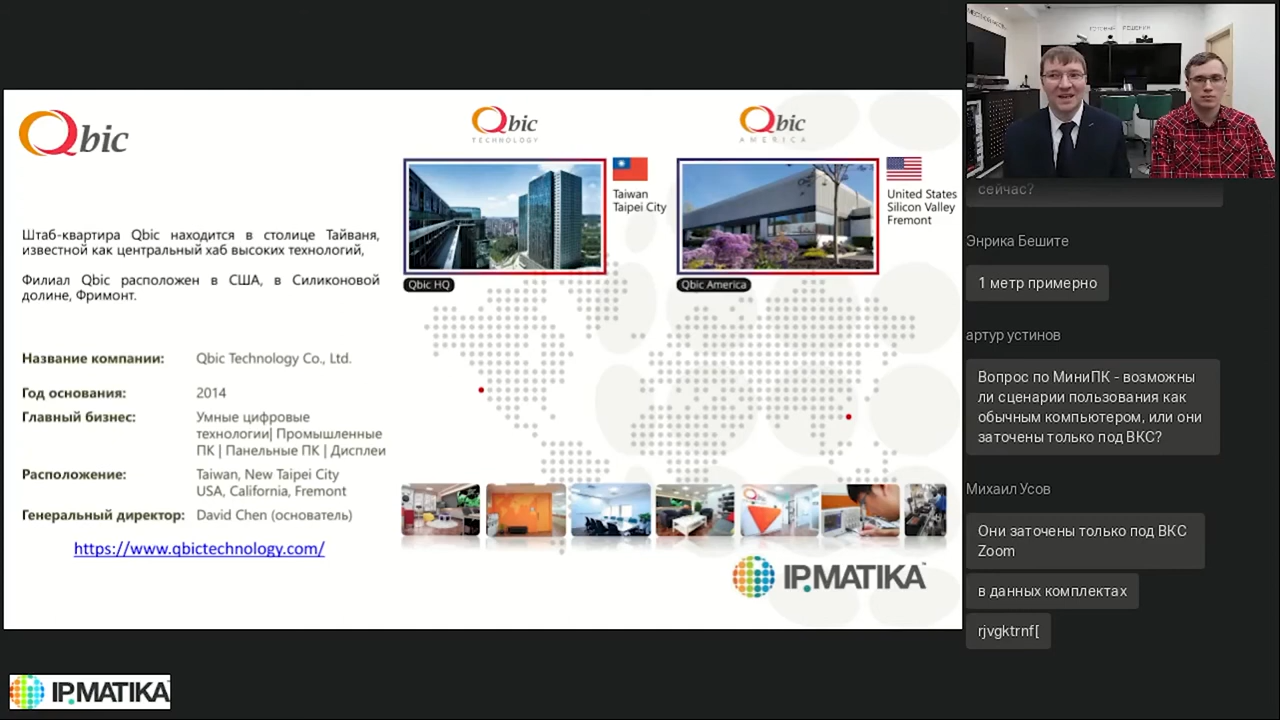 Qbic
Qbic
TECHNOLOGY
Qbic
AMERICA
Taiwan
Taipei City
United States
Silicon Valley
Fremont
Штаб-квартира Qbic находится в столице Тайваня,
известной как центральный хаб высоких технологий,
Филиал Qbic расположен в США, в Силиконовой
долине, Фримонт.
Qbic HQ
Qbic America
Название компании: Qbic Technology Co., Ltd.
Год основания: 2014
Главный бизнес: Умные цифровые
технологии| Промышленные
ПК | Панельные ПК | Дисплеи
Расположение: Taiwan, New Taipei City
USA, California, Fremont
Генеральный директор: David Chen (основатель)
https://www.qbictechnology.com/
IP.MATIKA™
IP.MATIKA
ГОТОВЫЕ РЕШЕНИЯ
сейчас?
Энрика Бешите
1 метр примерно
артур устинов
Вопрос по МиниПК - возможны
ли сценарии пользования как
обычным компьютером, или они
заточены только под ВКС?
Михаил Усов
Они заточены только под ВКС
Zoom
в данных комплектах
rjvgktrnf[